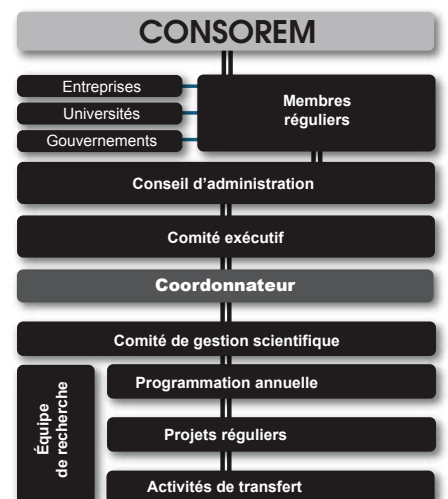 CONSOREM
Entreprises
Universités
Gouvernements
Membres
réguliers
Conseil d'administration
Comité exécutif
Coordonnateur
Comité de gestion scientifique
Équipe
de recherche
Programmation annuelle
Projets réguliers
Activités de transfert